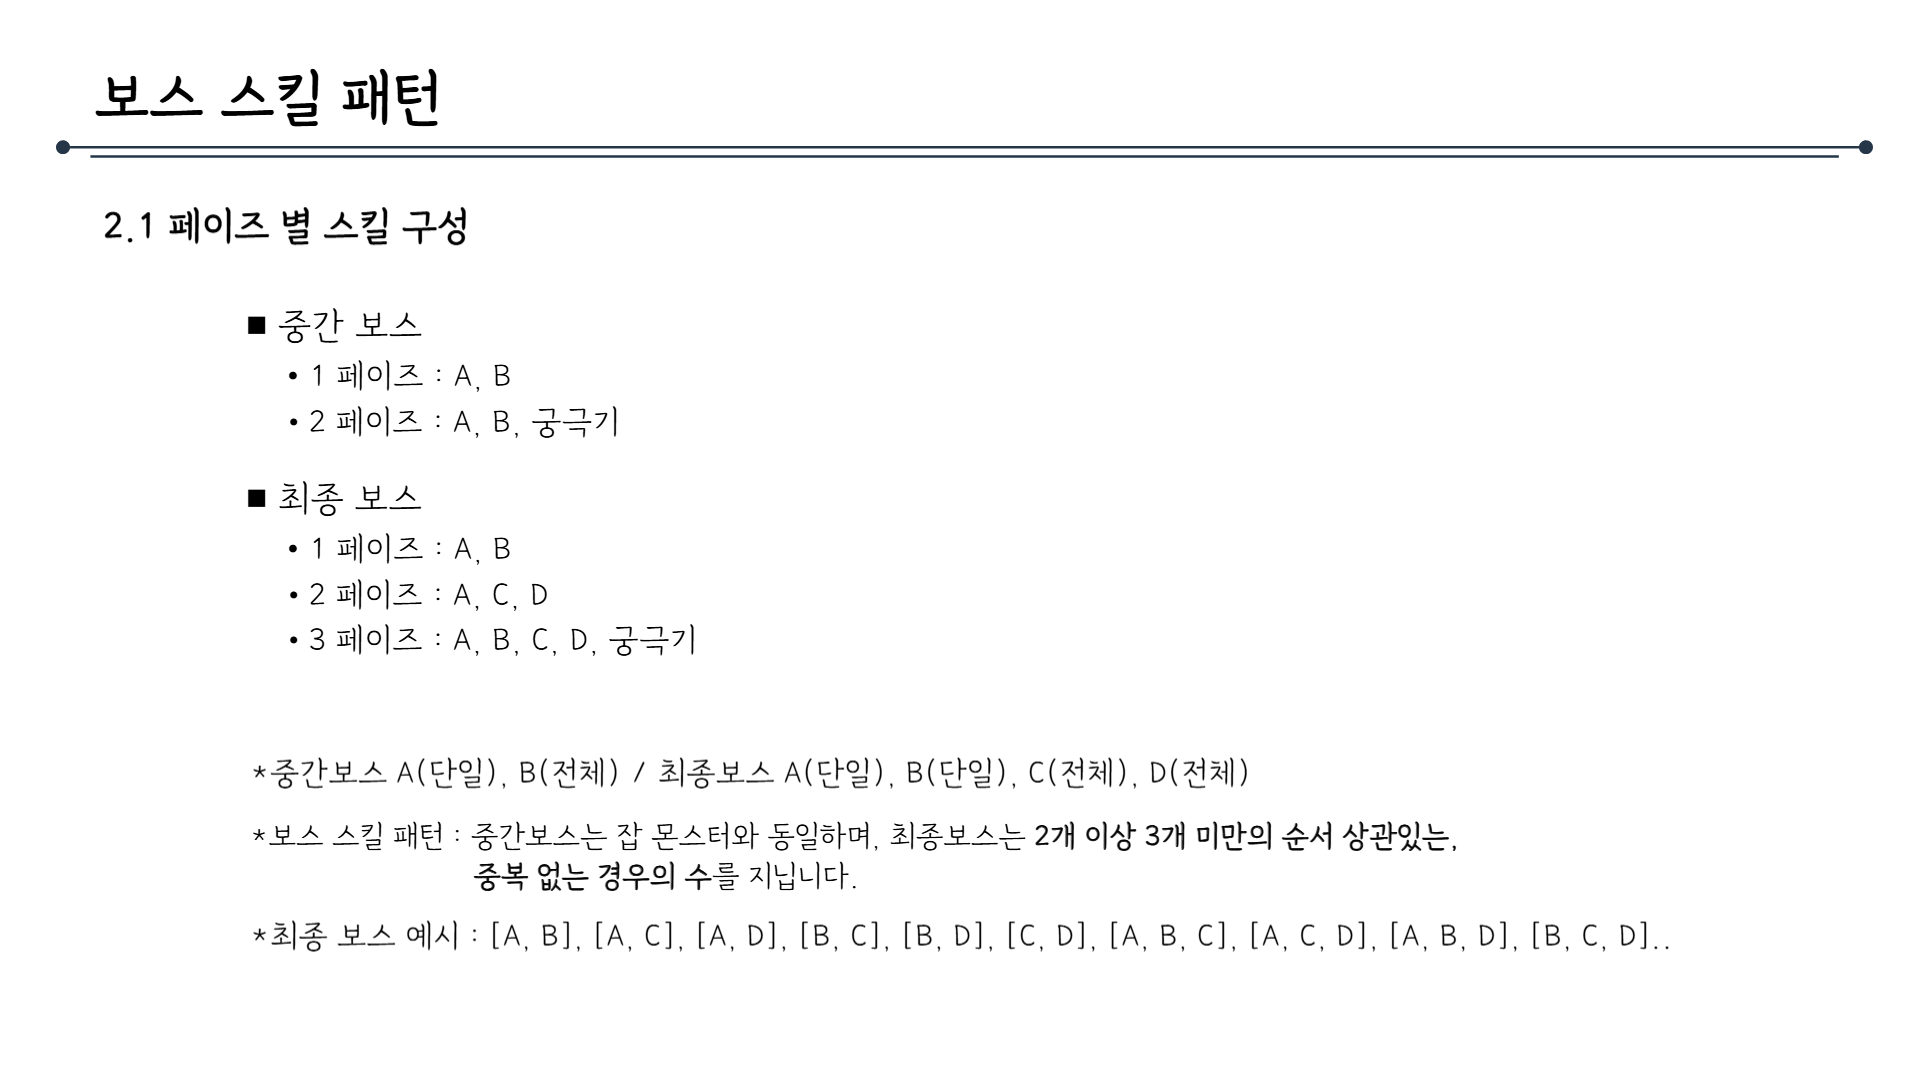 보스 스킬 패턴
2.1 페이즈 별 스킬 구성
■ 중간 보스
• 1 페이즈 : A, B
• 2 페이즈 : A, B, 궁극기
■ 최종 보스
• 1 페이즈 : A, B
• 2 페이즈 : A, C, D
• 3 페이즈 : A, B, C, D, 궁극기
*중간보스 A(단일), B(전체) / 최종보스 A(단일), B(단일), C(전체), D(전체)
*보스 스킬 패턴 : 중간보스는 잡 몬스터와 동일하며, 최종보스는 2개 이상 3개 미만의 순서 상관있는,
중복 없는 경우의 수를 지닙니다.
*최종 보스 예시 : [A, B], [A, C], [A, D], [B, C], [B, D], [C, D], [A, B, C], [A, C, D], [A, B, D], [B, C, D]..